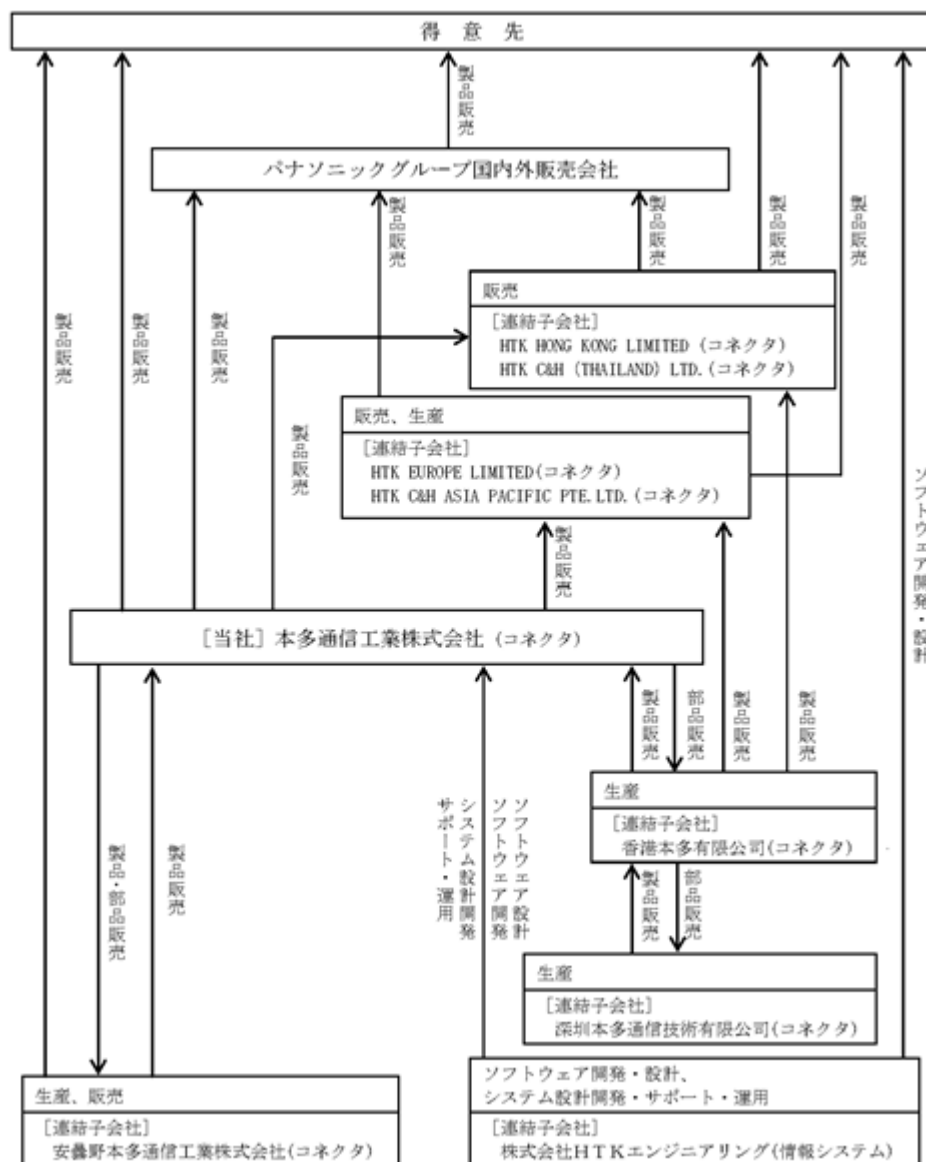 得意先
製品販売
パナソニックグループ国内外販売会社
製品販売
製品販売
製品販売
製品販売
製品販売
製品販売
製品販売
販売
[連結子会社]
HTK HONG KONG LIMITED (コネクタ)
HTK C&H (THAILAND) LTD.(コネクタ)
製品販売
販売、生産
[連結子会社]
HTK EUROPE LIMITED(コネクタ)
HTK C&H ASIA PACIFIC PTE.LTD.(コネクタ)
ソフトウェア開発・設計
製品販売
[当社]本多通信工業株式会社(コネクタ)
製品販売
部品販売
製品販売
製品販売
生産
[連結子会社]
香港本多有限公司(コネクタ)
製品・部品販売
製品販売
ソフトウェア設計
ソフトウェア開発
システム設計開発
サポート・運用
製品販売
部品販売
生産
[連結子会社]
深圳本多通信技術有限公司(コネクタ)
生産、販売
[連結子会社]
安曇野本多通信工業株式会社(コネクタ)
ソフトウェア開発・設計、
システム設計開発・サポート・運用
[連結子会社]
株式会社HTKエンジニアリング(情報システム)